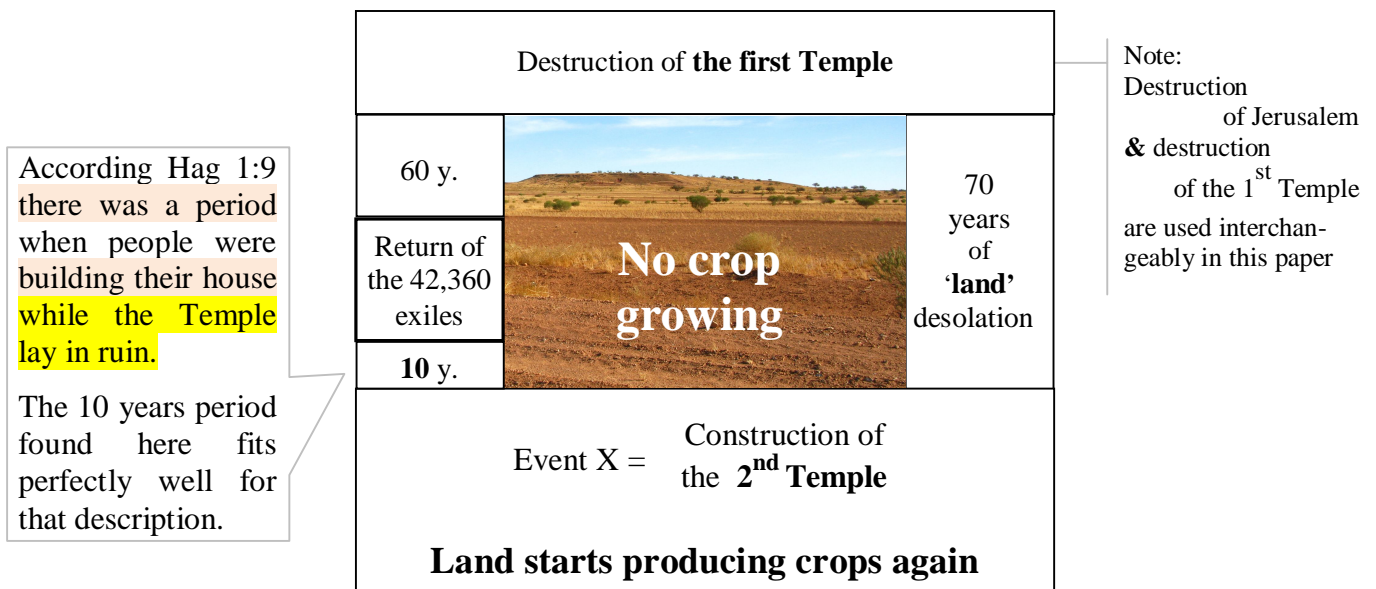 Destruction of the first Temple
Note:
Destruction
of Jerusalem
& destruction
of the 1st Temple
are used interchan-
geably in this paper
According Hag 1:9
there was a period
when people were
building their house
while the Temple
lay in ruin.
The 10 years period
found here fits
perfectly well for
that description.
60 y.
Return of
the 42,360
exiles
10 y.
No crop
growing
70
years
of
‘land’
desolation
Event X =
Construction of
the 2nd Temple
Land starts producing crops again